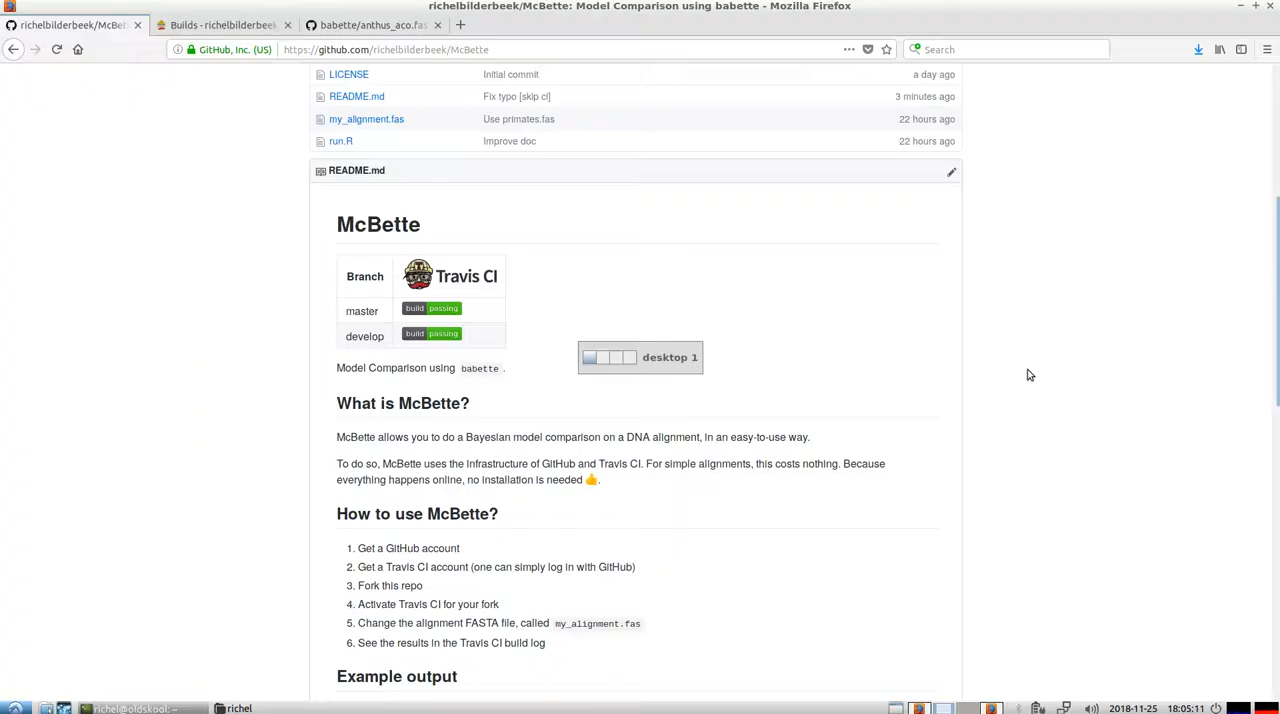 richelbilderbeek/McBette: Model Comparison using babette - Mozilla Firefox
richelbilderbeek/McBett
Builds - richelbilderbeek
babette/anthus_aco.fas
GitHub, Inc. (US)
https://github.com/richelbilderbeek/McBette
Search
LICENSE Initial commit a day ago
README.md Fix typo [skip ci] 3 minutes ago
my_alignment.fas Use primates.fas 22 hours ago
run.R Improve doc 22 hours ago
README.md
McBette
Branch Travis CI
master build passing
develop build passing
desktop 1
Model Comparison using babette .
What is McBette?
McBette allows you to do a Bayesian model comparison on a DNA alignment, in an easy-to-use way.
To do so, McBette uses the infrastructure of GitHub and Travis CI. For simple alignments, this costs nothing. Because
everything happens online, no installation is needed 👍.
How to use McBette?
1. Get a GitHub account
2. Get a Travis CI account (one can simply log in with GitHub)
3. Fork this repo
4. Activate Travis CI for your fork
5. Change the alignment FASTA file, called my_alignment.fas
6. See the results in the Travis CI build log
Example output
richel@oldskool: ~
richel
2018-11-25 18:05:11